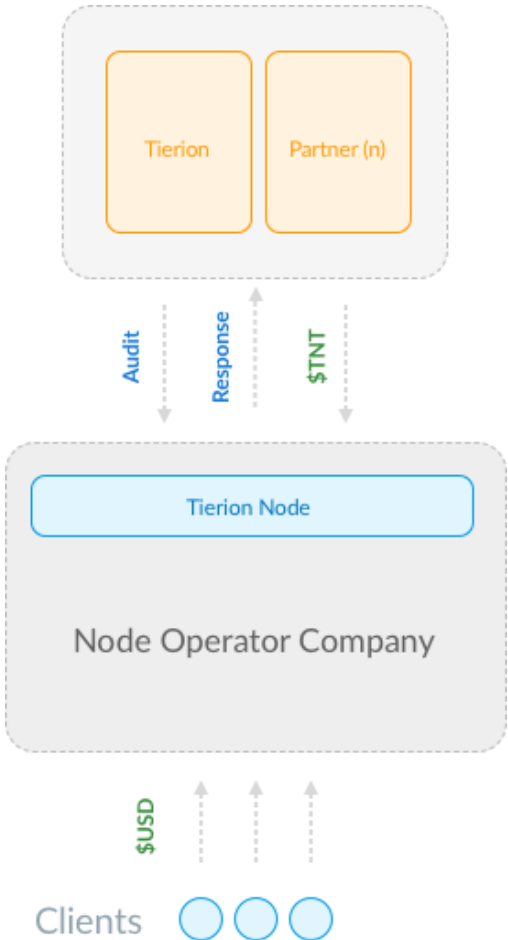 Tierion
Partner (n)
Audit
Response
$TNT
Tierion Node
Node Operator Company
$USD
Clients